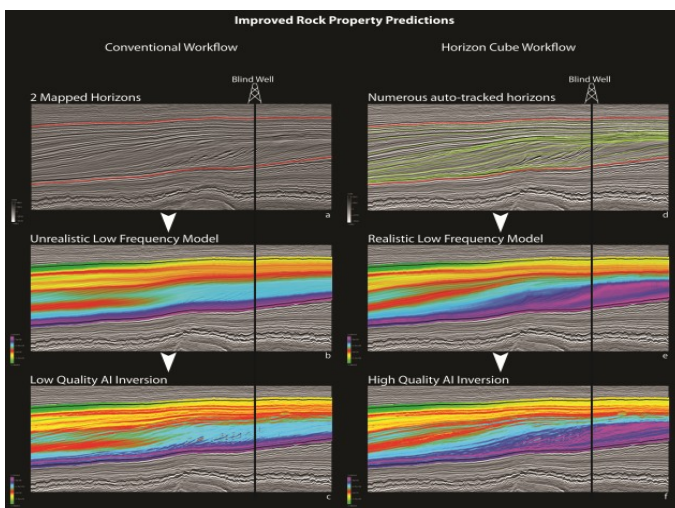 Improved Rock Property Predictions
Conventional Workflow
Horizon Cube Workflow
Blind Well
2 Mapped Horizons
a
Blind Well
Numerous auto-tracked horizons
d
Unrealistic Low Frequency Model
b
Realistic Low Frequency Model
e
Low Quality AI Inversion
c
High Quality AI Inversion
f